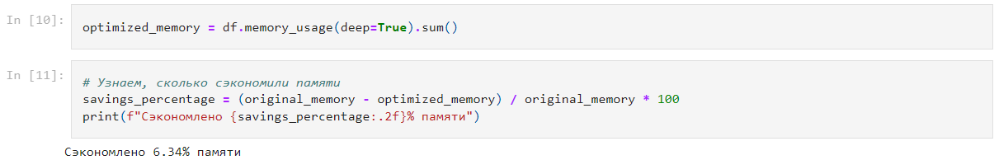 In [10]:
optimized_memory = df.memory_usage(deep=True).sum()
In [11]:
# Узнаем, сколько сэкономили памяти
savings_percentage = (original_memory - optimized_memory) / original_memory * 100
print(f"Сэкономлено {savings_percentage:.2f}% памяти")
Сэкономлено 6.34% памяти